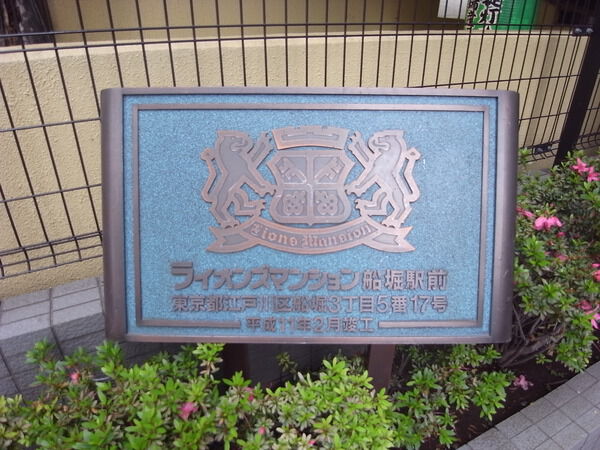 Lions Mansion
ライオンズマンション船堀駅前
東京都江戸川区船堀3丁目5番17号
平成11年2月竣工